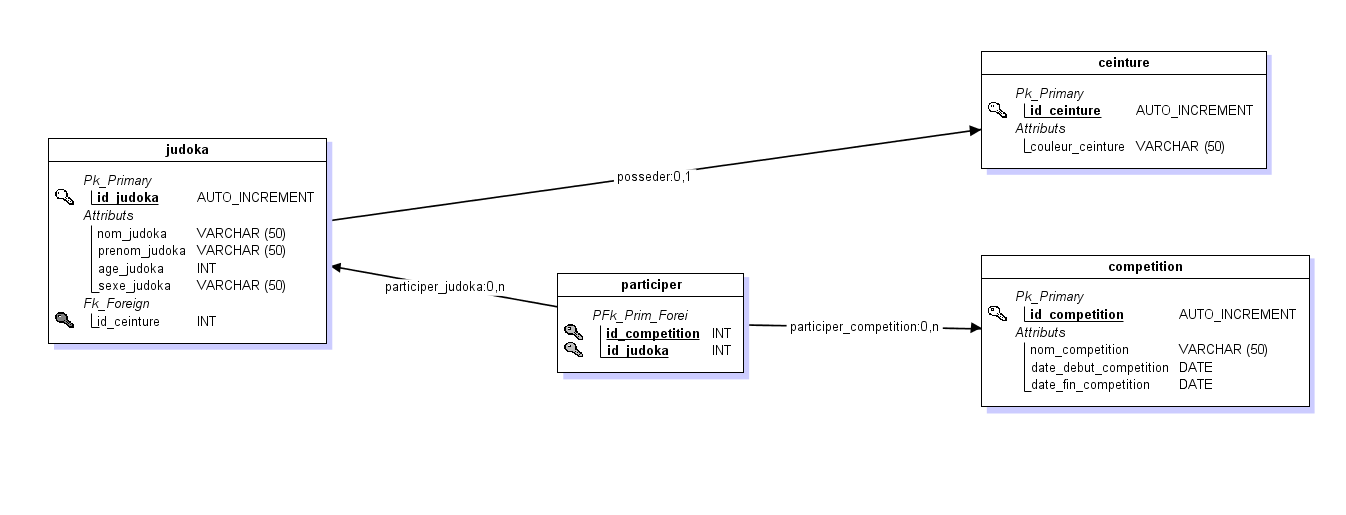 judoka
Pk_Primary
id_judoka AUTO_INCREMENT
Attributs
nom_judoka VARCHAR (50)
prenom_judoka VARCHAR (50)
age_judoka INT
sexe_judoka VARCHAR (50)
Fk_Foreign
id_ceinture INT
posseder:0,1
participer_judoka:0,n
participer
PFk_Prim_Forei
id_competition INT
id_judoka INT
participer_competition:0,n
ceinture
Pk_Primary
id_ceinture AUTO_INCREMENT
Attributs
couleur_ceinture VARCHAR (50)
competition
Pk_Primary
id_competition AUTO_INCREMENT
Attributs
nom_competition VARCHAR (50)
date_debut_competition DATE
date_fin_competition DATE